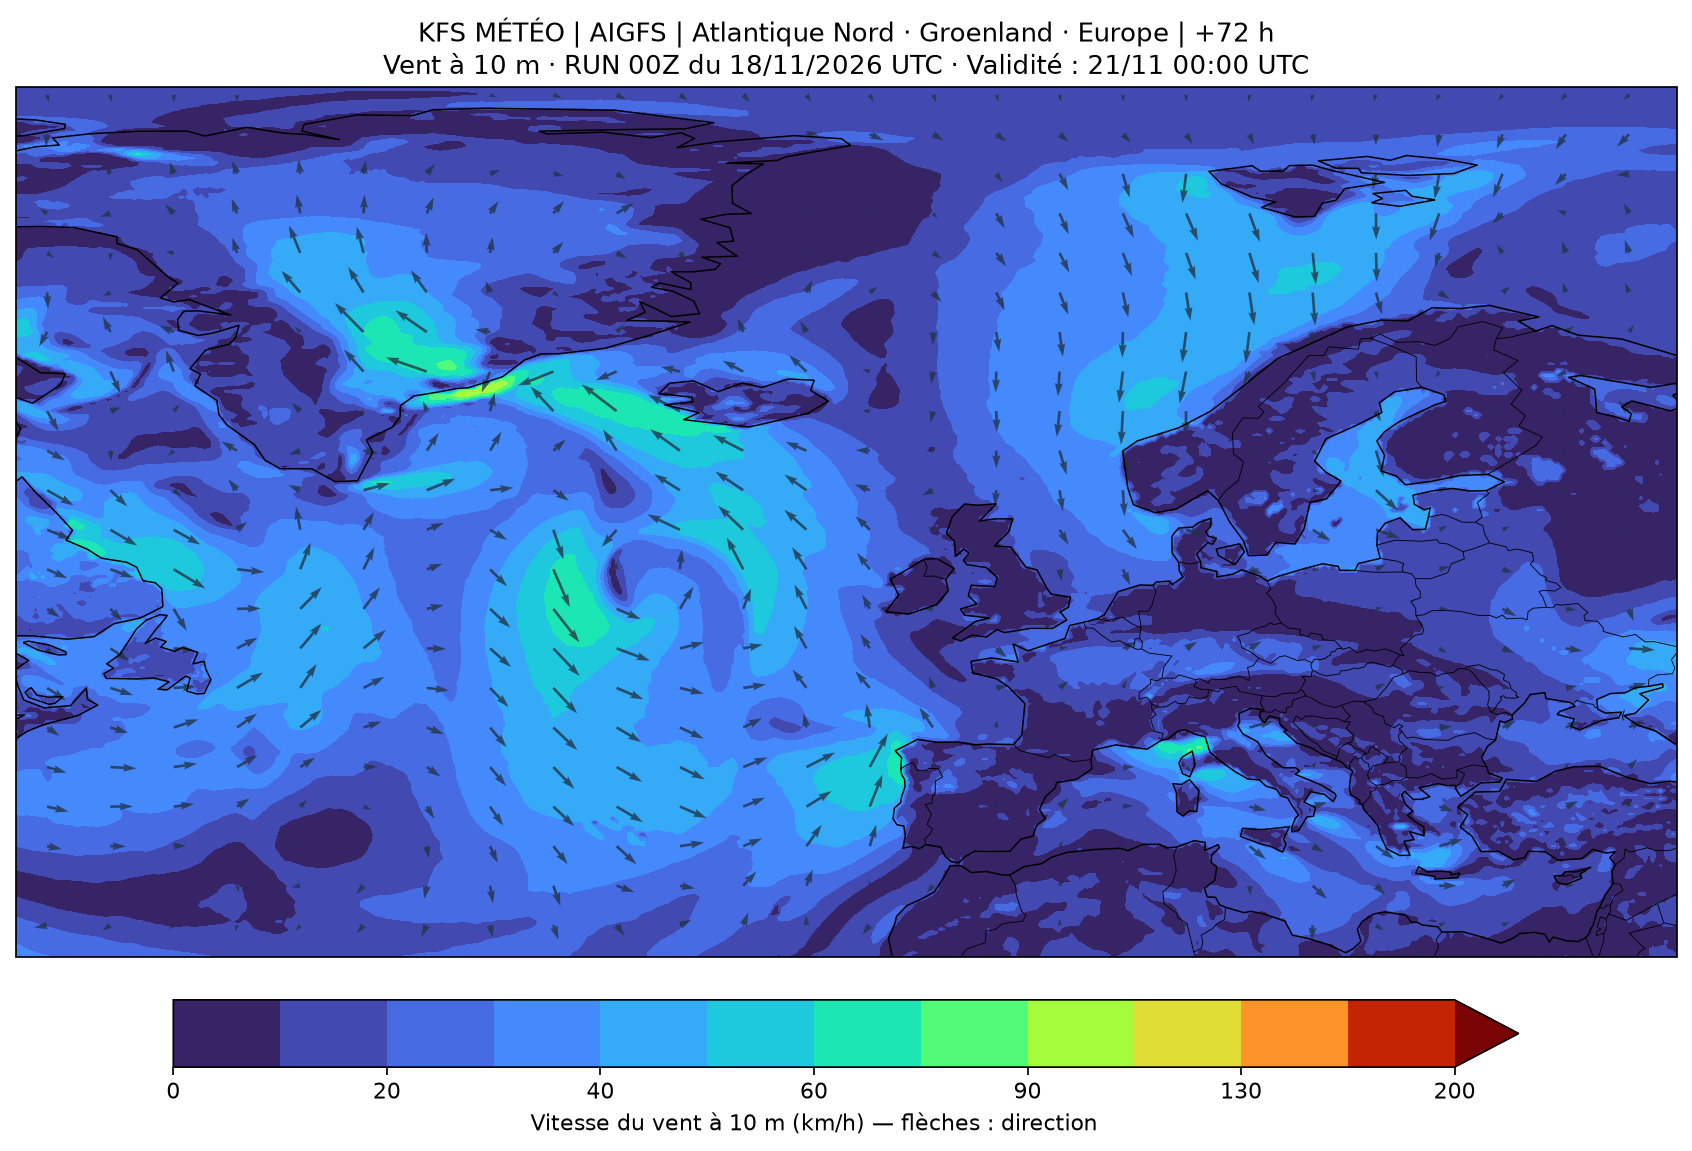 KFS MÉTÉO | AIGFS | Atlantique Nord · Groenland · Europe | +72 h
Vent à 10 m · RUN 00Z du 18/11/2026 UTC · Validité : 21/11 00:00 UTC
0 20 40 60 90 130 200
Vitesse du vent à 10 m (km/h) — flèches : direction